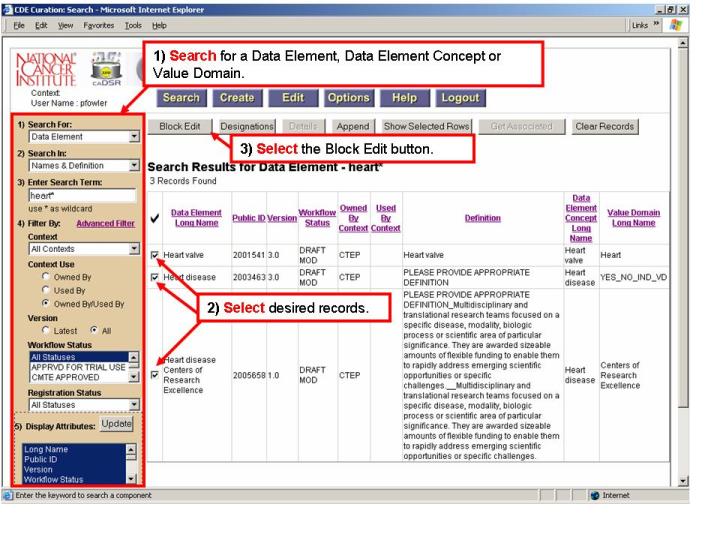 CDE Curation: Search - Microsoft Internet Explorer
File Edit View Favorites Tools Help
Links »
1) Search for a Data Element, Data Element Concept or
Value Domain.
NATIONAL
CANCER
INSTITUTE
caDSR
Context:
User Name : pfowler
Search Create Edit Options Help Logout
Block Edit Designations Details Append Show Selected Rows Get Associated Clear Records
3) Select the Block Edit button.
1) Search For:
Data Element
2) Search In:
Names & Definition
3) Enter Search Term:
heart*
use * as wildcard
4) Filter By: Advanced Filter
Context
All Contexts
Context Use
Owned By
Used By
Owned By/Used By
Version
Latest All
Workflow Status
All Statuses
APPRVD FOR TRIAL USE
CMTE APPROVED
Registration Status
All Statuses
5) Display Attributes: Update
Long Name
Public ID
Version
Workflow Status
Search Results for Data Element - heart*
3 Records Found
Data Element Long Name
Public ID
Version
Workflow Status
Owned By Context
Used By Context
Definition
Data Element Concept Long Name
Value Domain Long Name
Heart valve 2001541 3.0 DRAFT MOD CTEP Heart valve Heart valve Heart
Heart disease 2003463 3.0 DRAFT MOD CTEP PLEASE PROVIDE APPROPRIATE DEFINITION Heart disease YES_NO_IND_VD
2) Select desired records.
Heart disease Centers of Research Excellence 2005658 1.0 DRAFT MOD CTEP
PLEASE PROVIDE APPROPRIATE
DEFINITION_Multidisciplinary and
translational research teams focused on a
specific disease, modality, biologic
process or scientific area of particular
significance. They are awarded sizeable
amounts of flexible funding to enable them
to rapidly address emerging scientific
opportunities or specific
challenges.__Multidisciplinary and
translational research teams focused on a
specific disease, modality, biologic
process or scientific area of particular
significance. They are awarded sizeable
amounts of flexible funding to enable them
to rapidly address emerging scientific
opportunities or specific challenges.
Heart disease
Centers of Research Excellence
Enter the keyword to search a component
Internet